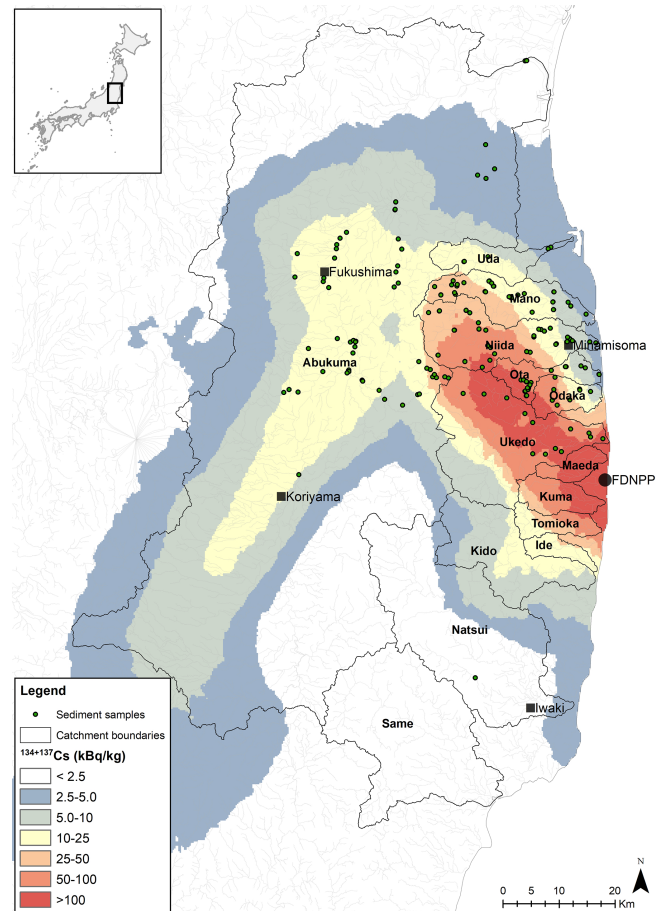 Uda
Fukushima
Mano
Niida
Minamisoma
Abukuma
Ota
Odaka
Ukedo
Maeda
FDNPP
Koriyama
Kuma
Tomioka
Ide
Kido
Natsui
Iwaki
Same
Legend
Sediment samples
Catchment boundaries
134+137Cs (kBq/kg)
< 2.5
2.5-5.0
5.0-10
10-25
25-50
50-100
>100
N
0 5 10 15 20
Km